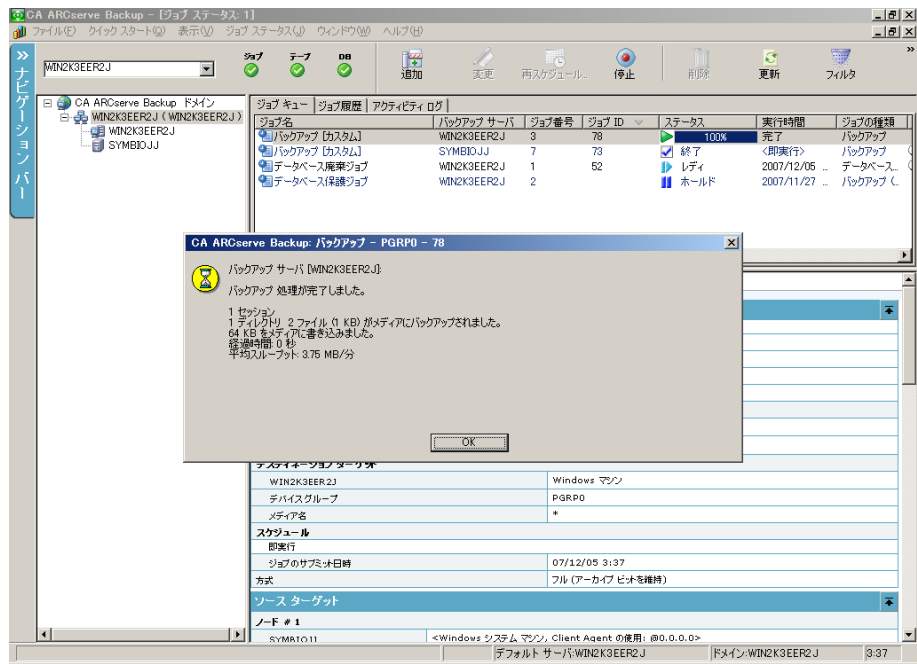 CA ARCserve Backup - [ジョブ ステータス: 1]
ファイル(F) クイック スタート(Q) 表示(V) ジョブ ステータス(J) ウィンドウ(W) ヘルプ(H)
»
ナビゲーション バー
WIN2K3EER2J
ジョブ テープ DB
追加 変更 再スケジュール... 停止 削除 更新 フィルタ
»
CA ARCserve Backup ドメイン
WIN2K3EER2J ( WIN2K3EER2J )
WIN2K3EER2J
SYMBIOJJ
ジョブ キュー ジョブ履歴 アクティビティ ログ
ジョブ名 バックアップ サーバ ジョブ番号 ジョブ ID ステータス 実行時間 ジョブの種類
バックアップ [カスタム] WIN2K3EER2J 3 78 100% 完了 バックアップ
バックアップ [カスタム] SYMBIOJJ 7 73 終了 <即実行> バックアップ
データベース廃棄ジョブ WIN2K3EER2J 1 52 レディ 2007/12/05 ... データベース...
データベース保護ジョブ WIN2K3EER2J 2 ホールド 2007/11/27 ... バックアップ (...
CA ARCserve Backup: バックアップ - PGRP0 - 78
バックアップ サーバ [WIN2K3EER2J]:
バックアップ 処理が完了しました。
1 セッション
1 ディレクトリ 2 ファイル (1 KB) がメディアにバックアップされました。
64 KB をメディアに書き込みました。
経過時間: 0 秒
平均スループット: 3.75 MB/分
OK
デスティネーション ターゲット
WIN2K3EER2J Windows マシン
デバイス グループ PGRP0
メディア名 *
スケジュール
即実行
ジョブのサブミット日時 07/12/05 3:37
方式 フル (アーカイブ ビットを維持)
ソース ターゲット
ノード # 1
SYMBIOJJ <Windows システム マシン, Client Agent の使用: @0.0.0.0>
デフォルト サーバ:WIN2K3EER2J ドメイン:WIN2K3EER2J 3:37